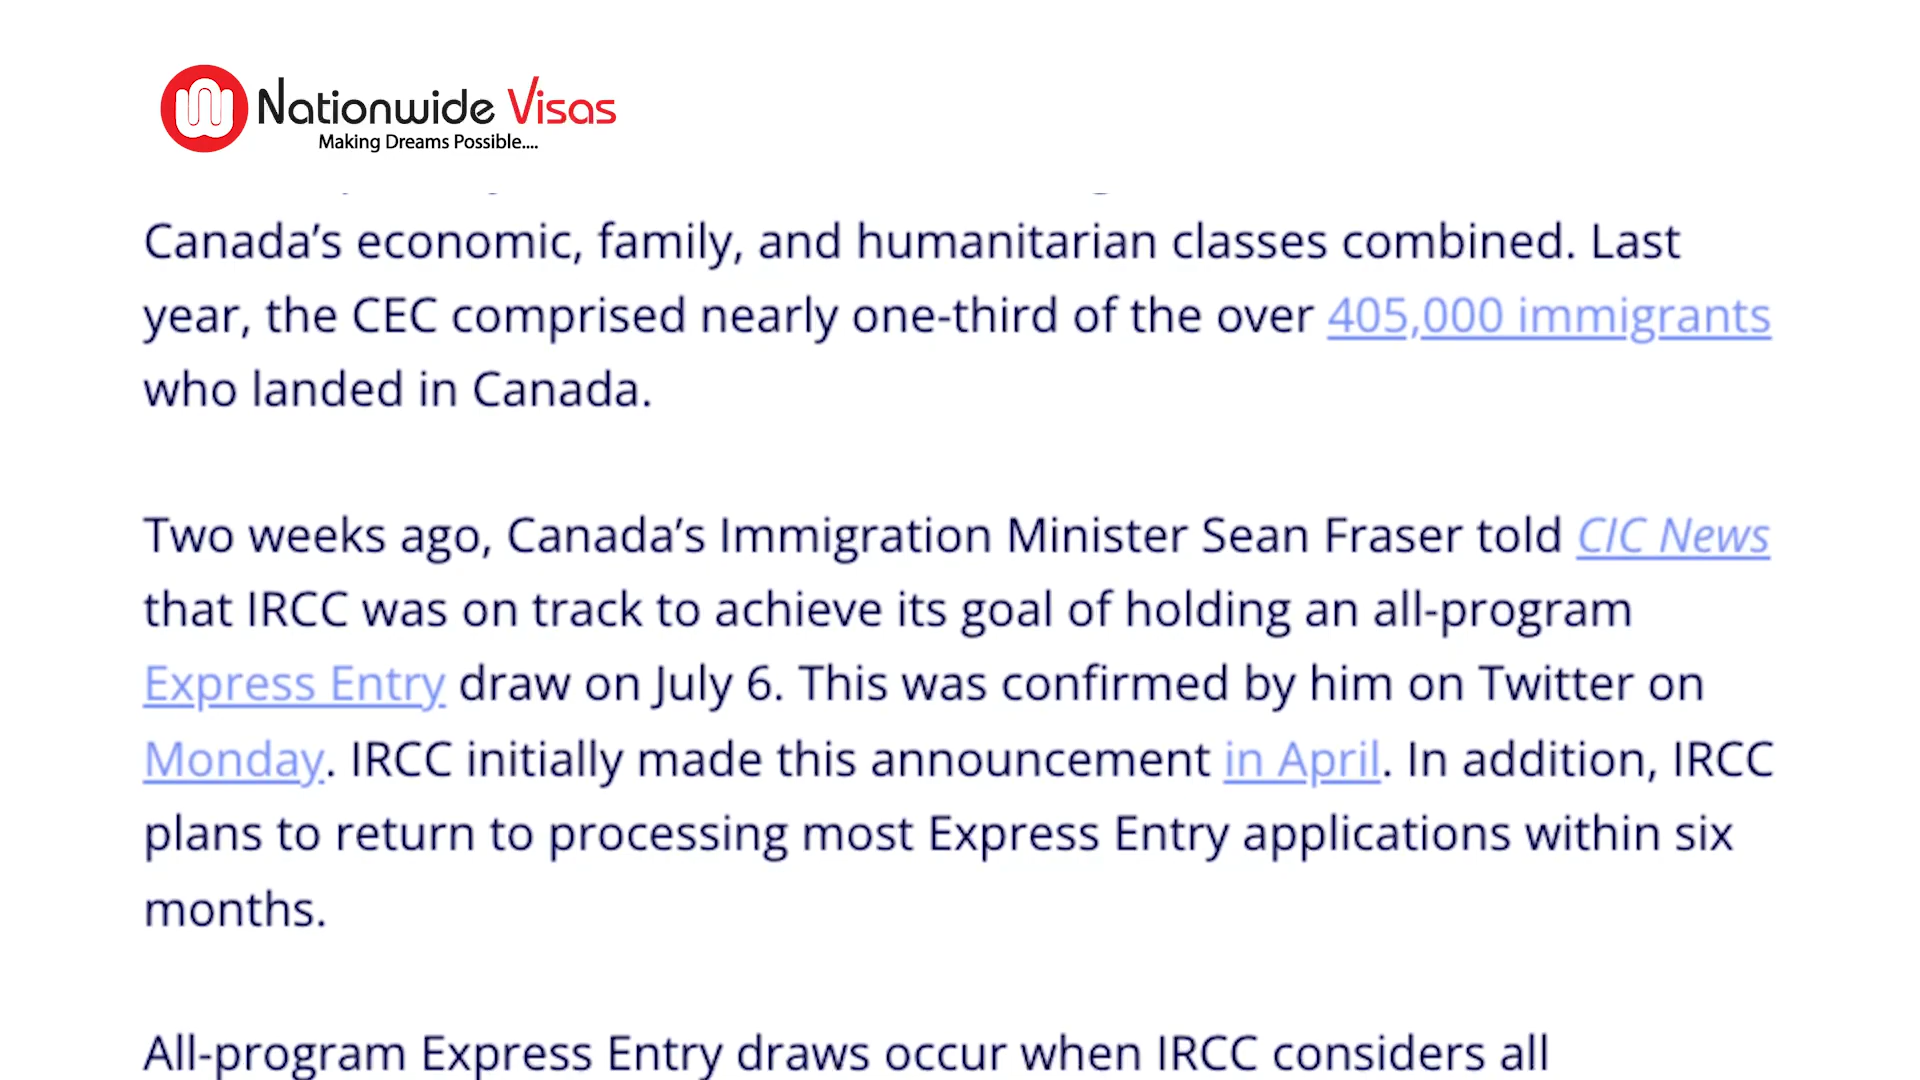 Nationwide Visas
Making Dreams Possible....
Canada's economic, family, and humanitarian classes combined. Last
year, the CEC comprised nearly one-third of the over 405,000 immigrants
who landed in Canada.
Two weeks ago, Canada's Immigration Minister Sean Fraser told CIC News
that IRCC was on track to achieve its goal of holding an all-program
Express Entry draw on July 6. This was confirmed by him on Twitter on
Monday. IRCC initially made this announcement in April. In addition, IRCC
plans to return to processing most Express Entry applications within six
months.
All-program Express Entry draws occur when IRCC considers all